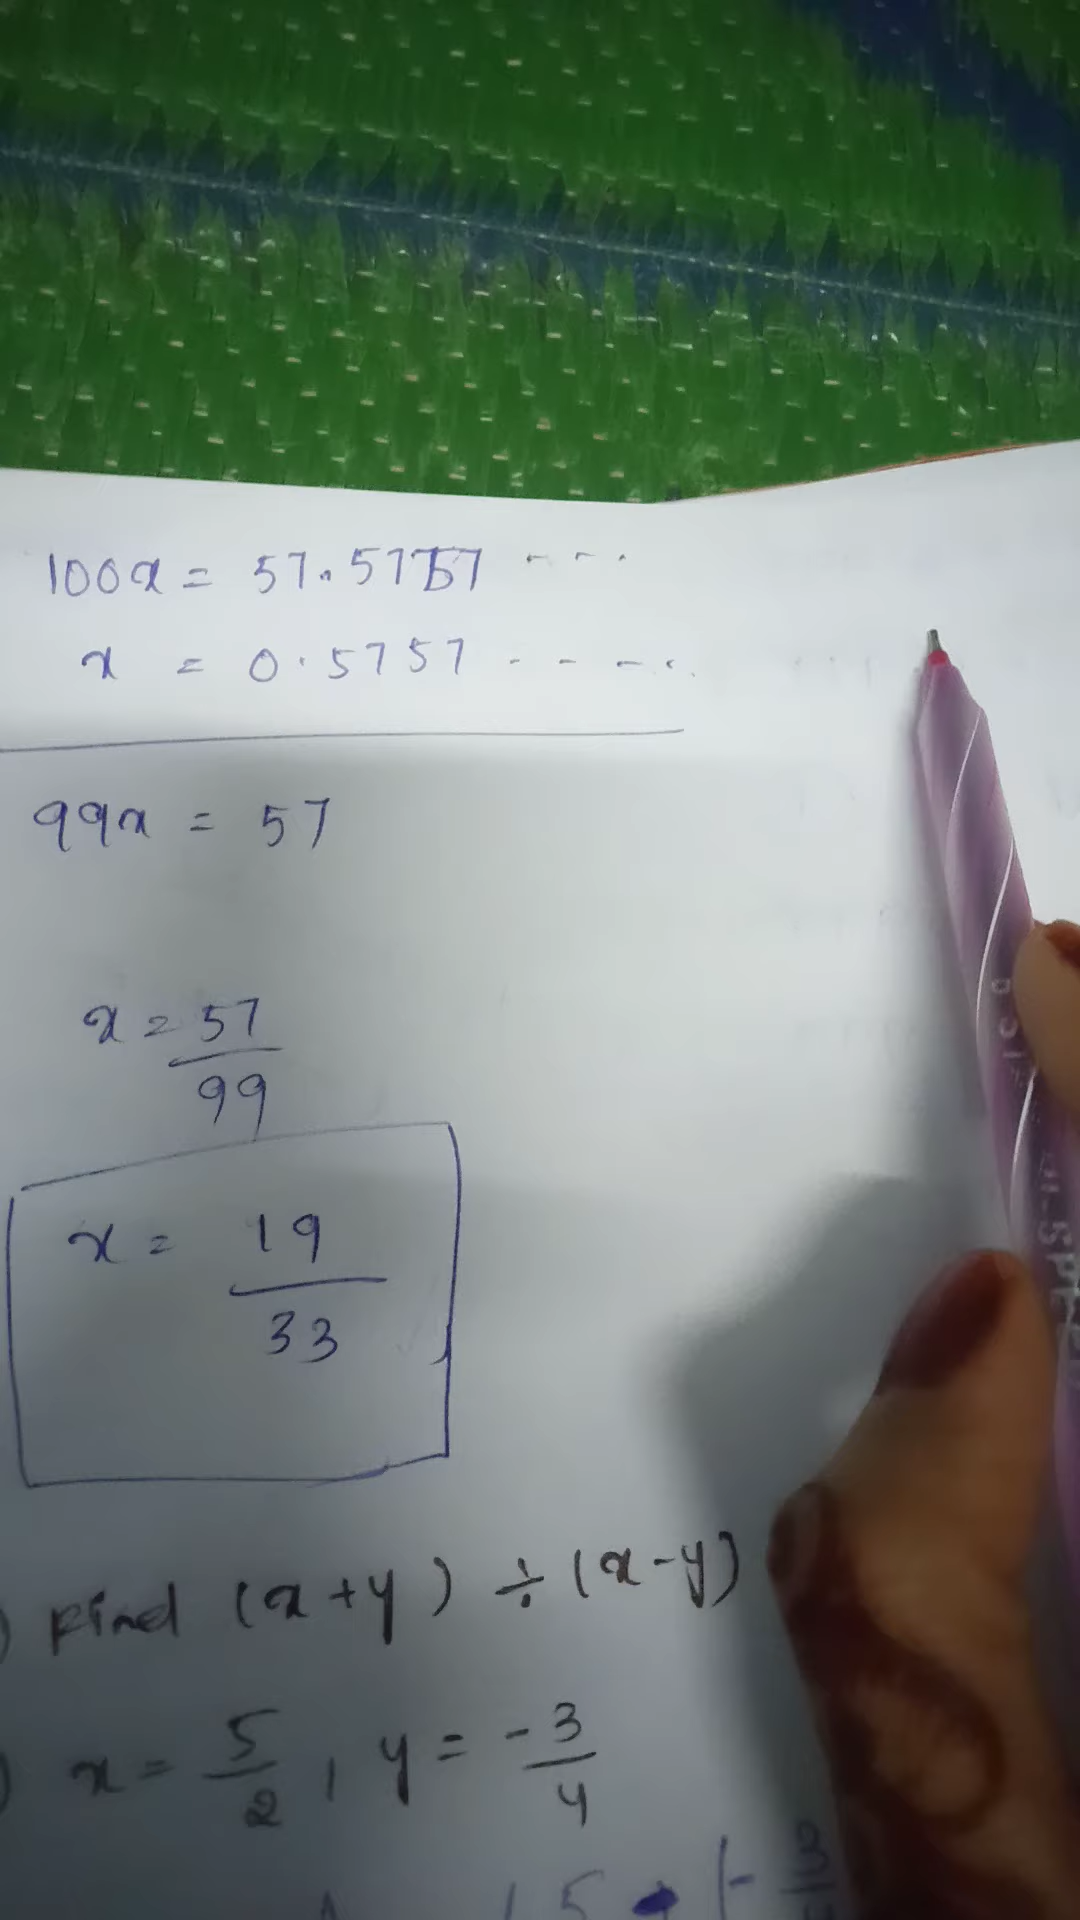 100x = 57.5757 - - -
x = 0.5757 - - - -
99x = 57
x = 57/99
x = 19/33
) Find (x+y) ÷ (x-y)
) x = 5/2 , y = -3/4